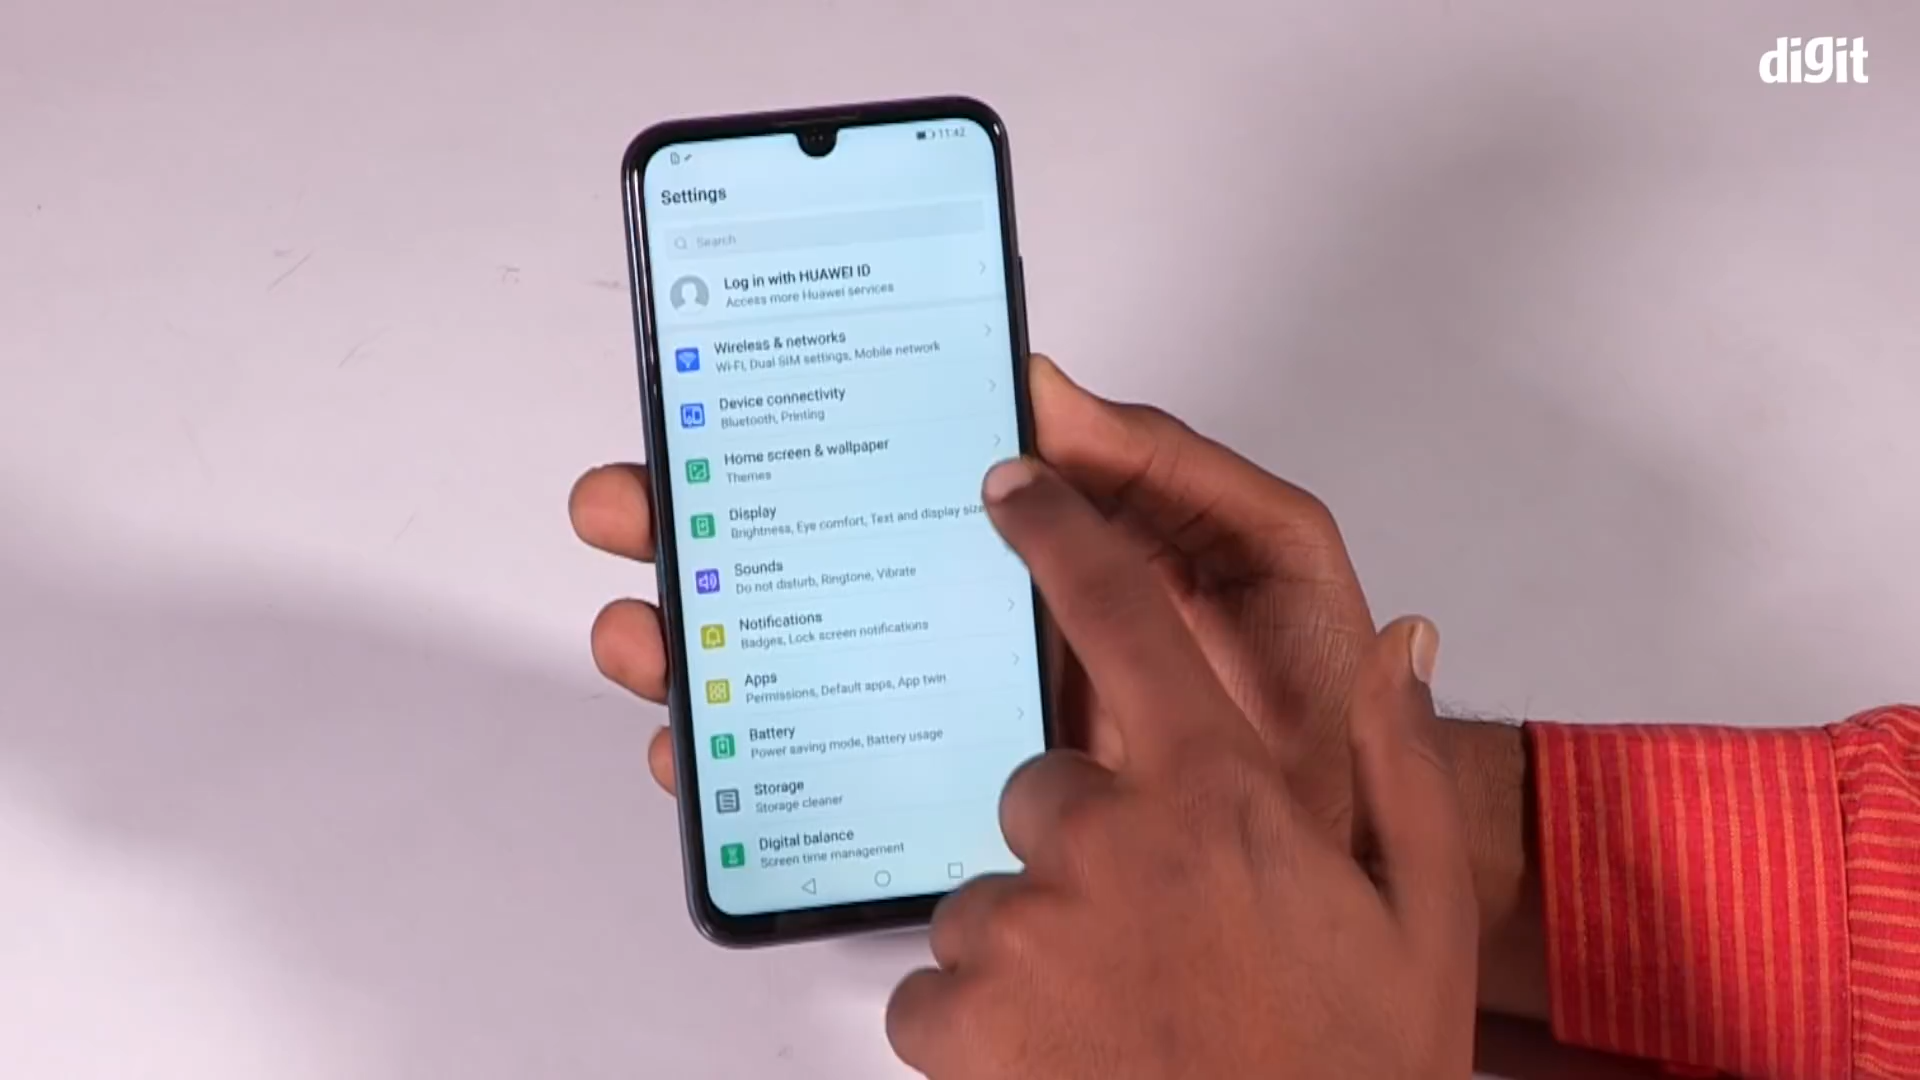 digit
11:42
Settings
Search
Log in with HUAWEI ID
Access more Huawei services
Wireless & networks
Wi-Fi, Dual SIM settings, Mobile network
Device connectivity
Bluetooth, Printing
Home screen & wallpaper
Themes
Display
Brightness, Eye comfort, Text and display size
Sounds
Do not disturb, Ringtone, Vibrate
Notifications
Badges, Lock screen notifications
Apps
Permissions, Default apps, App twin
Battery
Power saving mode, Battery usage
Storage
Storage cleaner
Digital balance
Screen time management